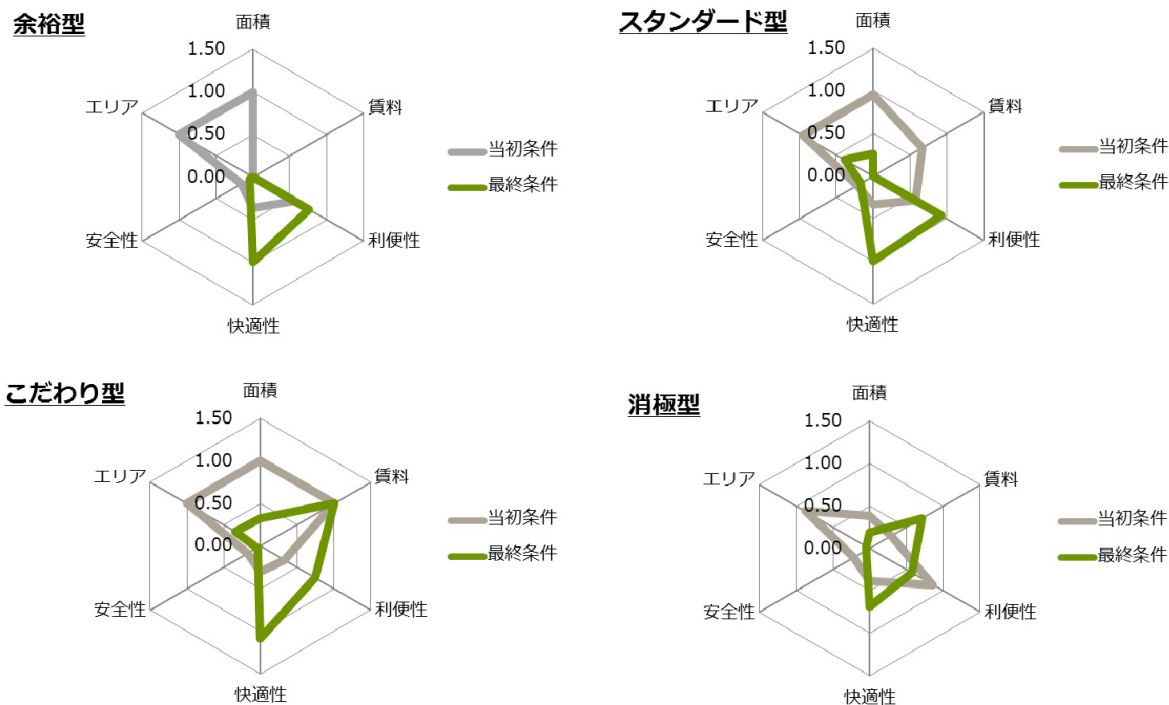 余裕型
面積
1.50
1.00
0.50
0.00
エリア
賃料
安全性
利便性
快適性
当初条件
最終条件
スタンダード型
面積
1.50
1.00
0.50
0.00
エリア
賃料
安全性
利便性
快適性
当初条件
最終条件
こだわり型
面積
1.50
1.00
0.50
0.00
エリア
賃料
安全性
利便性
快適性
当初条件
最終条件
消極型
面積
1.50
1.00
0.50
0.00
エリア
賃料
安全性
利便性
快適性
当初条件
最終条件